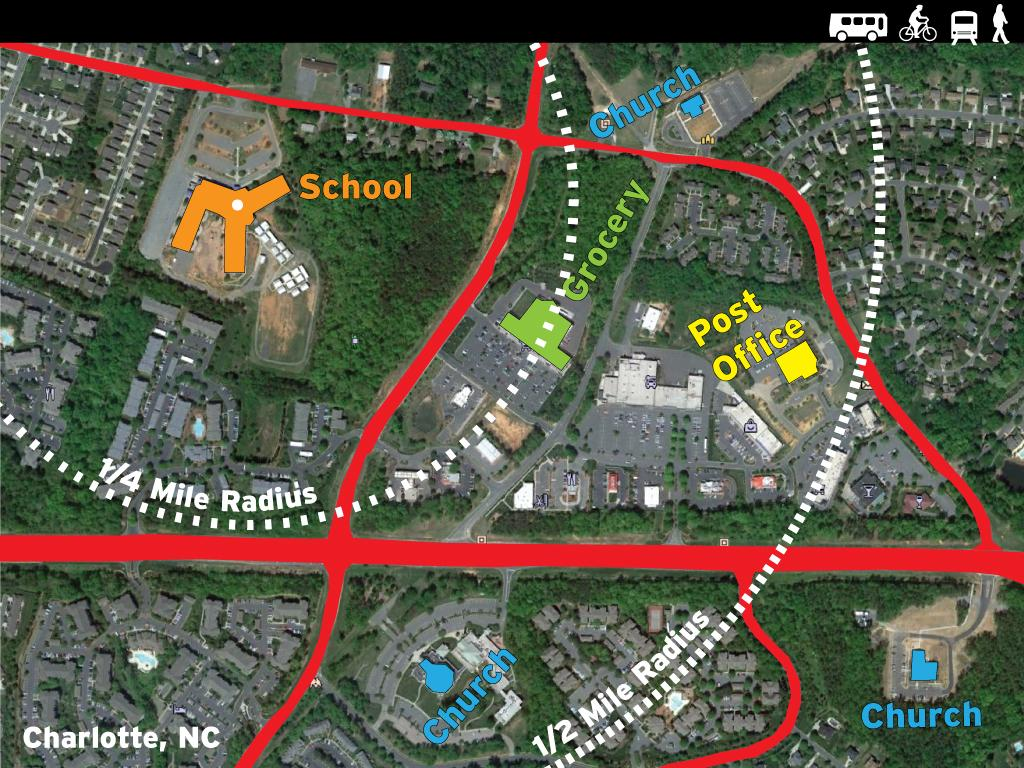 Church
School
Grocery
Post
Office
1/4 Mile Radius
1/2 Mile Radius
Church
Church
Charlotte, NC